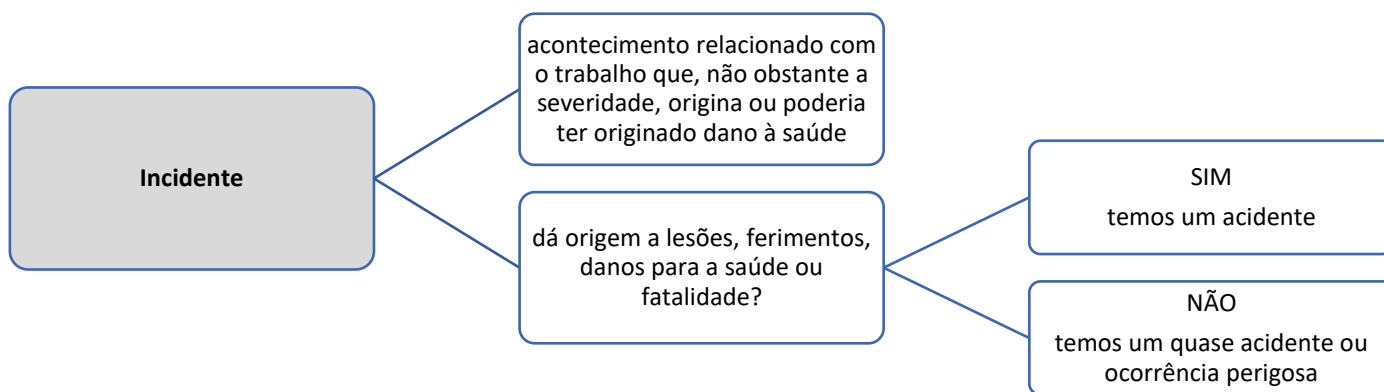 Incidente
acontecimento relacionado com
o trabalho que, não obstante a
severidade, origina ou poderia
ter originado dano à saúde
dá origem a lesões, ferimentos,
danos para a saúde ou
fatalidade?
SIM
temos um acidente
NÃO
temos um quase acidente ou
ocorrência perigosa